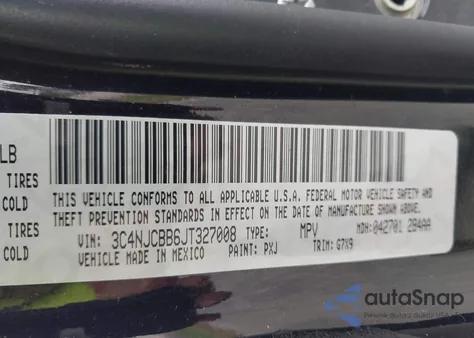 LB
TIRES
COLD
TIRES
COLD
THIS VEHICLE CONFORMS TO ALL APPLICABLE U.S.A. FEDERAL MOTOR VEHICLE SAFETY AND
THEFT PREVENTION STANDARDS IN EFFECT ON THE DATE OF MANUFACTURE SHOWN ABOVE.
VIN: 3C4NJCBB6JT327008 TYPE: MPV MDH: 042701 284AA
VEHICLE MADE IN MEXICO PAINT: PXJ TRIM: G7X9
autoSnap